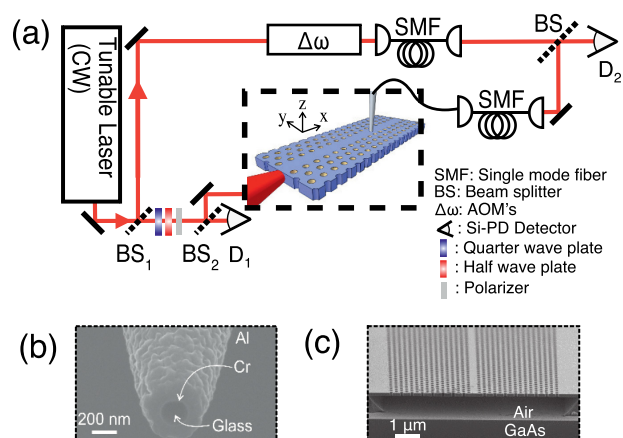 (a)
Tunable Laser
(CW)
Δω
SMF
BS
D2
SMF
z
y
x
BS1
BS2
D1
SMF: Single mode fiber
BS: Beam splitter
Δω: AOM's
: Si-PD Detector
: Quarter wave plate
: Half wave plate
: Polarizer
(b)
Al
Cr
Glass
200 nm
(c)
Air
GaAs
1 μm